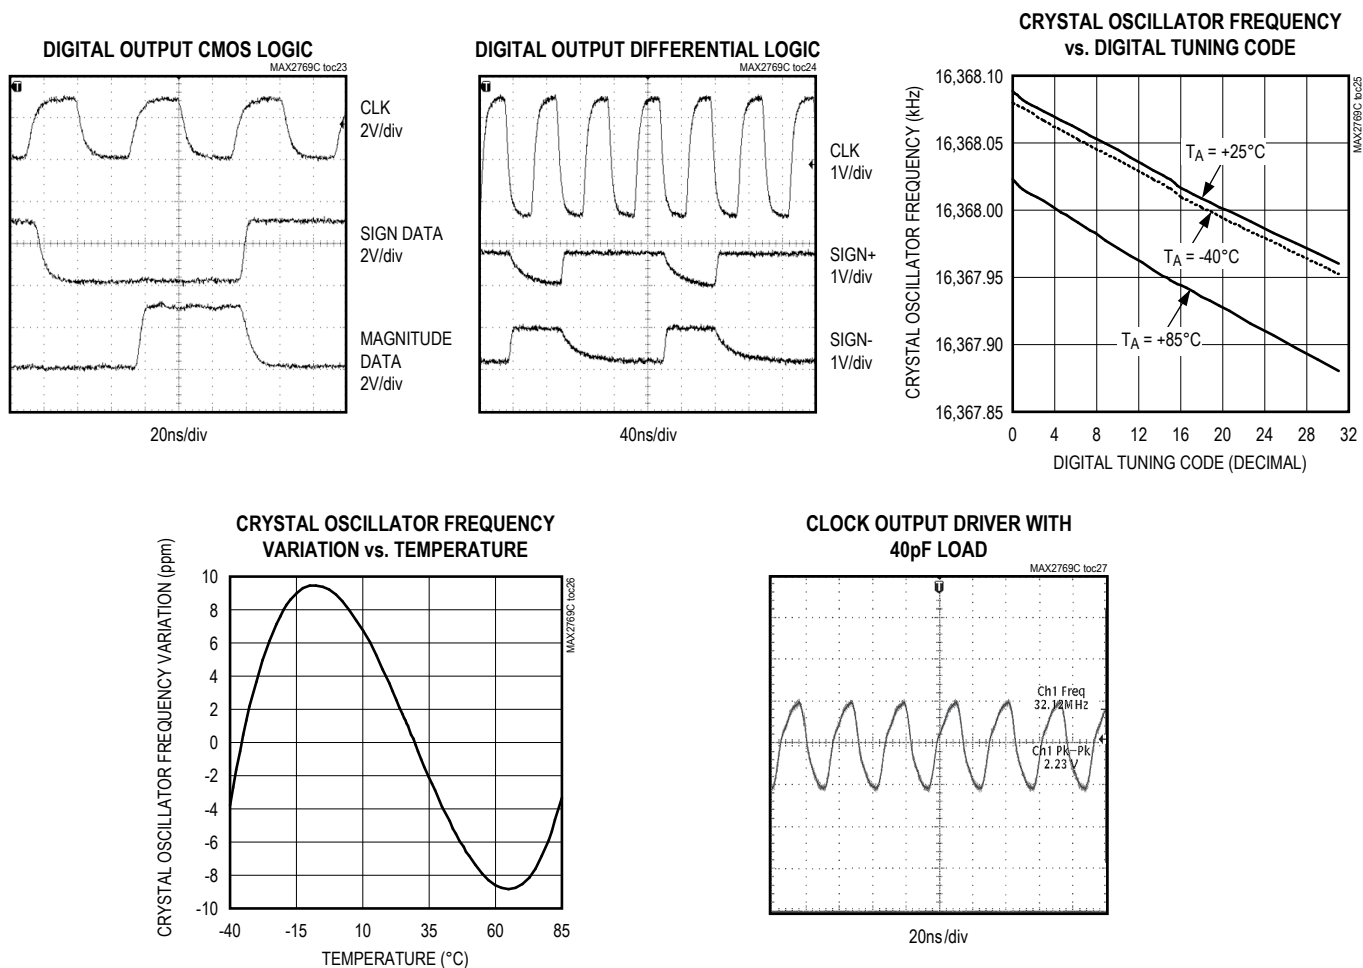 DIGITAL OUTPUT CMOS LOGIC
MAX2769C toc23
T
CLK
2V/div
SIGN DATA
2V/div
MAGNITUDE
DATA
2V/div
20ns/div
DIGITAL OUTPUT DIFFERENTIAL LOGIC
MAX2769C toc24
T
CLK
1V/div
SIGN+
1V/div
SIGN-
1V/div
40ns/div
CRYSTAL OSCILLATOR FREQUENCY
vs. DIGITAL TUNING CODE
MAX2769C toc25
CRYSTAL OSCILLATOR FREQUENCY (kHz)
16,368.10
16,368.05
16,368.00
16,367.95
16,367.90
16,367.85
TA = +25°C
TA = -40°C
TA = +85°C
0 4 8 12 16 20 24 28 32
DIGITAL TUNING CODE (DECIMAL)
CRYSTAL OSCILLATOR FREQUENCY
VARIATION vs. TEMPERATURE
MAX2769C toc26
CRYSTAL OSCILLATOR FREQUENCY VARIATION (ppm)
10
8
6
4
2
0
-2
-4
-6
-8
-10
-40 -15 10 35 60 85
TEMPERATURE (°C)
CLOCK OUTPUT DRIVER WITH
40pF LOAD
MAX2769C toc27
T
Ch1 Freq
32.12MHz
Ch1 Pk-Pk
2.23 V
20ns/div